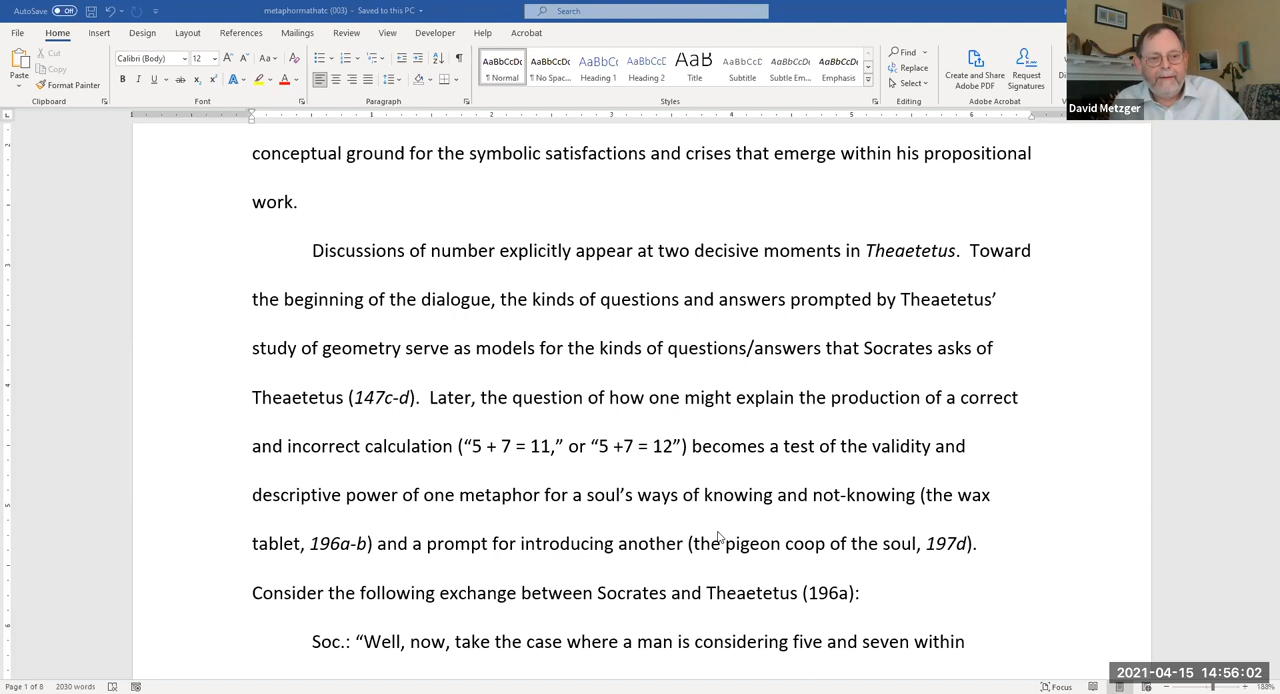 AutoSave Off
metaphormathatc (003) - Saved to this PC
Search
File Home Insert Design Layout References Mailings Review View Developer Help Acrobat
Paste
Cut
Copy
Format Painter
Clipboard
Calibri (Body) 12
Font
Paragraph
AaBbCcDc AaBbCcDc AaBbCc AaBbCcD AaB AaBbCcD AaBbCcDc AaBbCcDc
¶ Normal ¶ No Spac... Heading 1 Heading 2 Title Subtitle Subtle Em... Emphasis
Styles
Find
Replace
Select
Editing
Create and Share
Adobe PDF
Request
Signatures
Adobe Acrobat
David Metzger
conceptual ground for the symbolic satisfactions and crises that emerge within his propositional
work.
Discussions of number explicitly appear at two decisive moments in Theaetetus. Toward
the beginning of the dialogue, the kinds of questions and answers prompted by Theaetetus’
study of geometry serve as models for the kinds of questions/answers that Socrates asks of
Theaetetus (147c-d). Later, the question of how one might explain the production of a correct
and incorrect calculation (“5 + 7 = 11,” or “5 +7 = 12”) becomes a test of the validity and
descriptive power of one metaphor for a soul’s ways of knowing and not-knowing (the wax
tablet, 196a-b) and a prompt for introducing another (the pigeon coop of the soul, 197d).
Consider the following exchange between Socrates and Theaetetus (196a):
Soc.: “Well, now, take the case where a man is considering five and seven within
2021-04-15 14:56:02
Page 1 of 8 2030 words
Focus